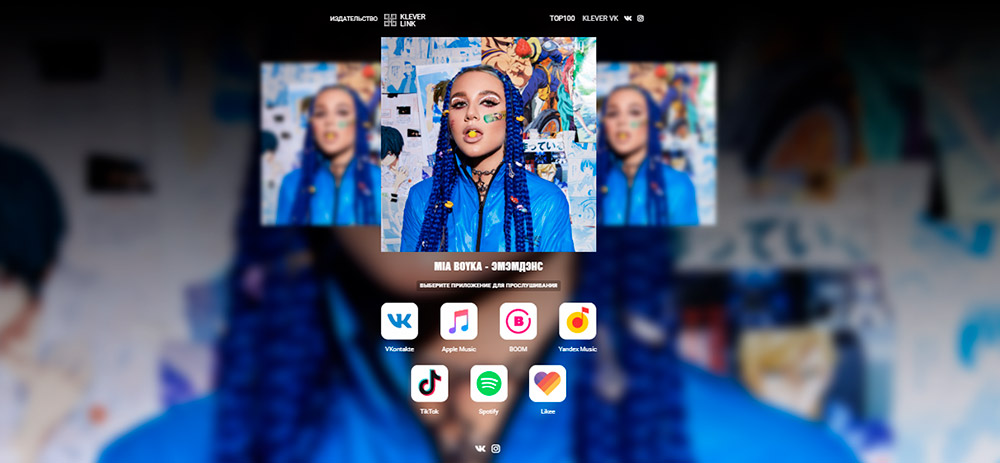 ИЗДАТЕЛЬСТВО
KLEVER
LINK
TOP100
KLEVER VK
MIA BOYKA - ЭМЭМДЭНС
ВЫБЕРИТЕ ПРИЛОЖЕНИЕ ДЛЯ ПРОСЛУШИВАНИЯ
VKontakte
Apple Music
BOOM
Yandex Music
TikTok
Spotify
Likee